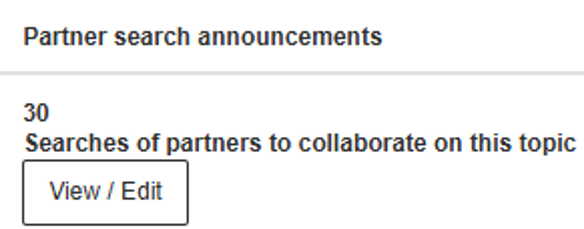 Partner search announcements
30
Searches of partners to collaborate on this topic
View / Edit